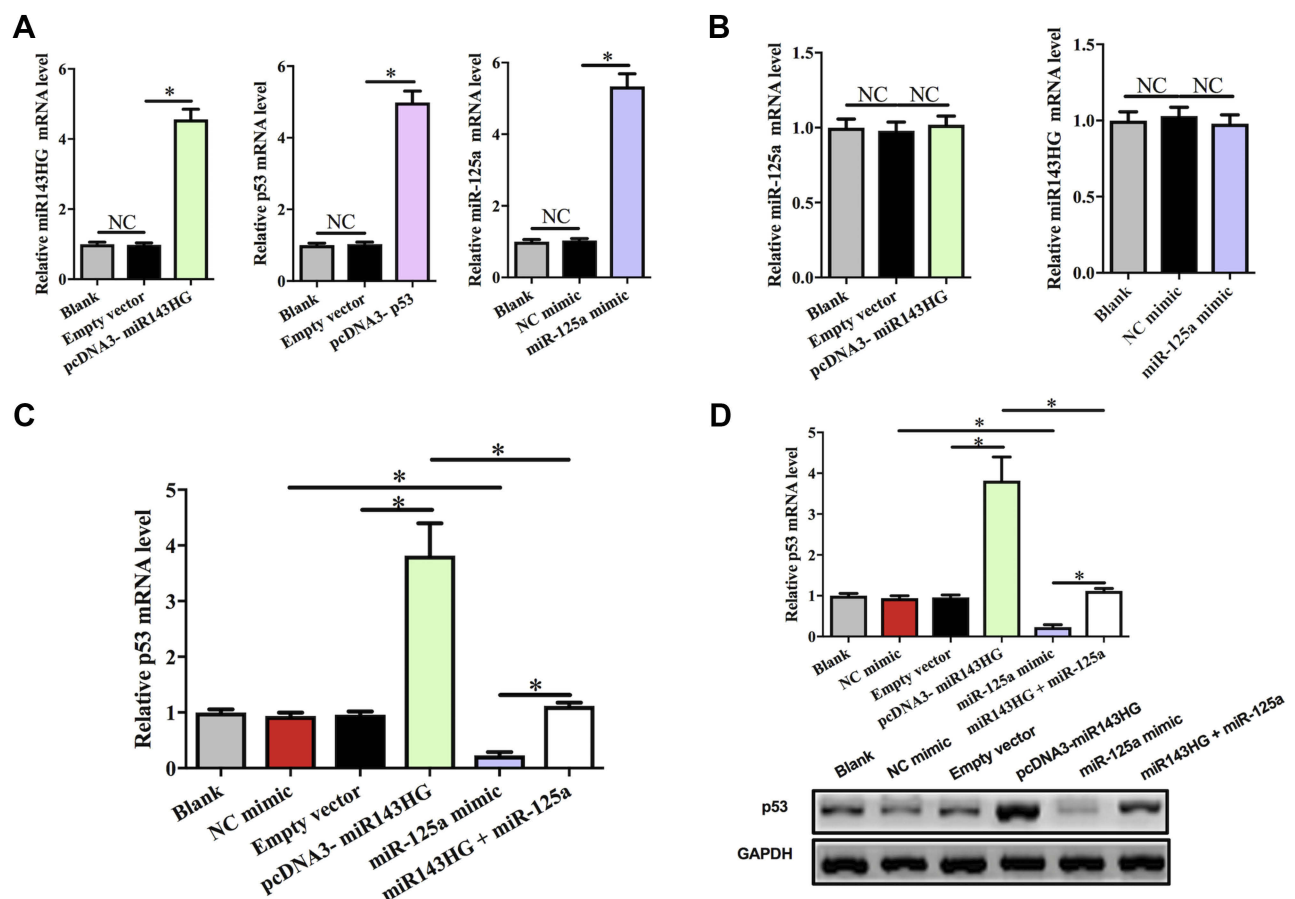 A
Relative miR143HG mRNA level
6
4
2
0
NC
*
Blank
Empty vector
pcDNA3- miR143HG
Relative p53 mRNA level
6
4
2
0
NC
*
Blank
Empty vector
pcDNA3- p53
Relative miR-125a mRNA level
6
4
2
0
NC
*
Blank
NC mimic
miR-125a mimic
B
Relative miR-125a mRNA level
1.5
1.0
0.5
0.0
NC
NC
Blank
Empty vector
pcDNA3- miR143HG
Relative miR143HG mRNA level
1.5
1.0
0.5
0.0
NC
NC
Blank
NC mimic
miR-125a mimic
C
Relative p53 mRNA level
5
4
3
2
1
0
*
*
*
*
Blank
NC mimic
Empty vector
pcDNA3- miR143HG
miR-125a mimic
miR143HG + miR-125a
D
Relative p53 mRNA level
5
4
3
2
1
0
*
*
*
*
Blank
NC mimic
Empty vector
pcDNA3- miR143HG
miR-125a mimic
miR143HG + miR-125a
Blank
NC mimic
Empty vector
pcDNA3-miR143HG
miR-125a mimic
miR143HG + miR-125a
p53
GAPDH